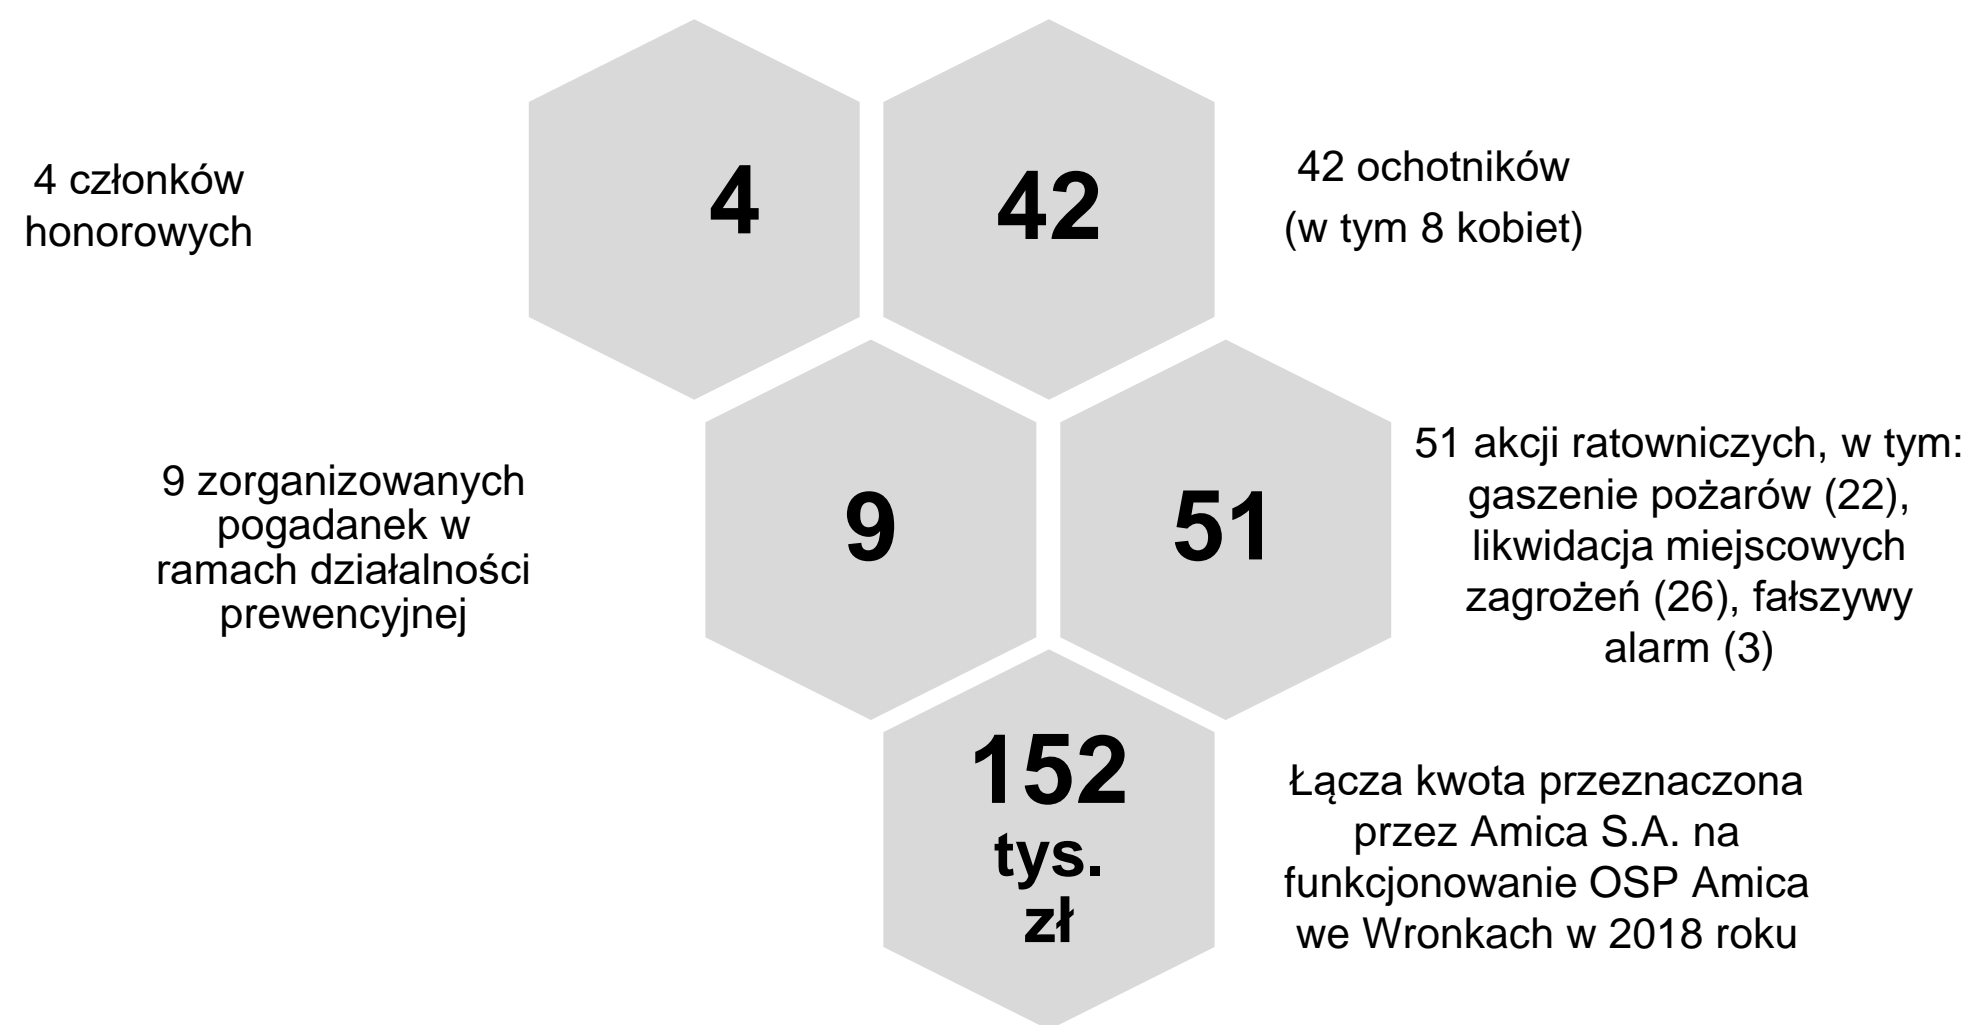 4 członków
honorowych
4
42
42 ochotników
(w tym 8 kobiet)
9 zorganizowanych
pogadanek w
ramach działalności
prewencyjnej
9
51
51 akcji ratowniczych, w tym:
gaszenie pożarów (22),
likwidacja miejscowych
zagrożeń (26), fałszywy
alarm (3)
152
tys.
zł
Łącza kwota przeznaczona
przez Amica S.A. na
funkcjonowanie OSP Amica
we Wronkach w 2018 roku